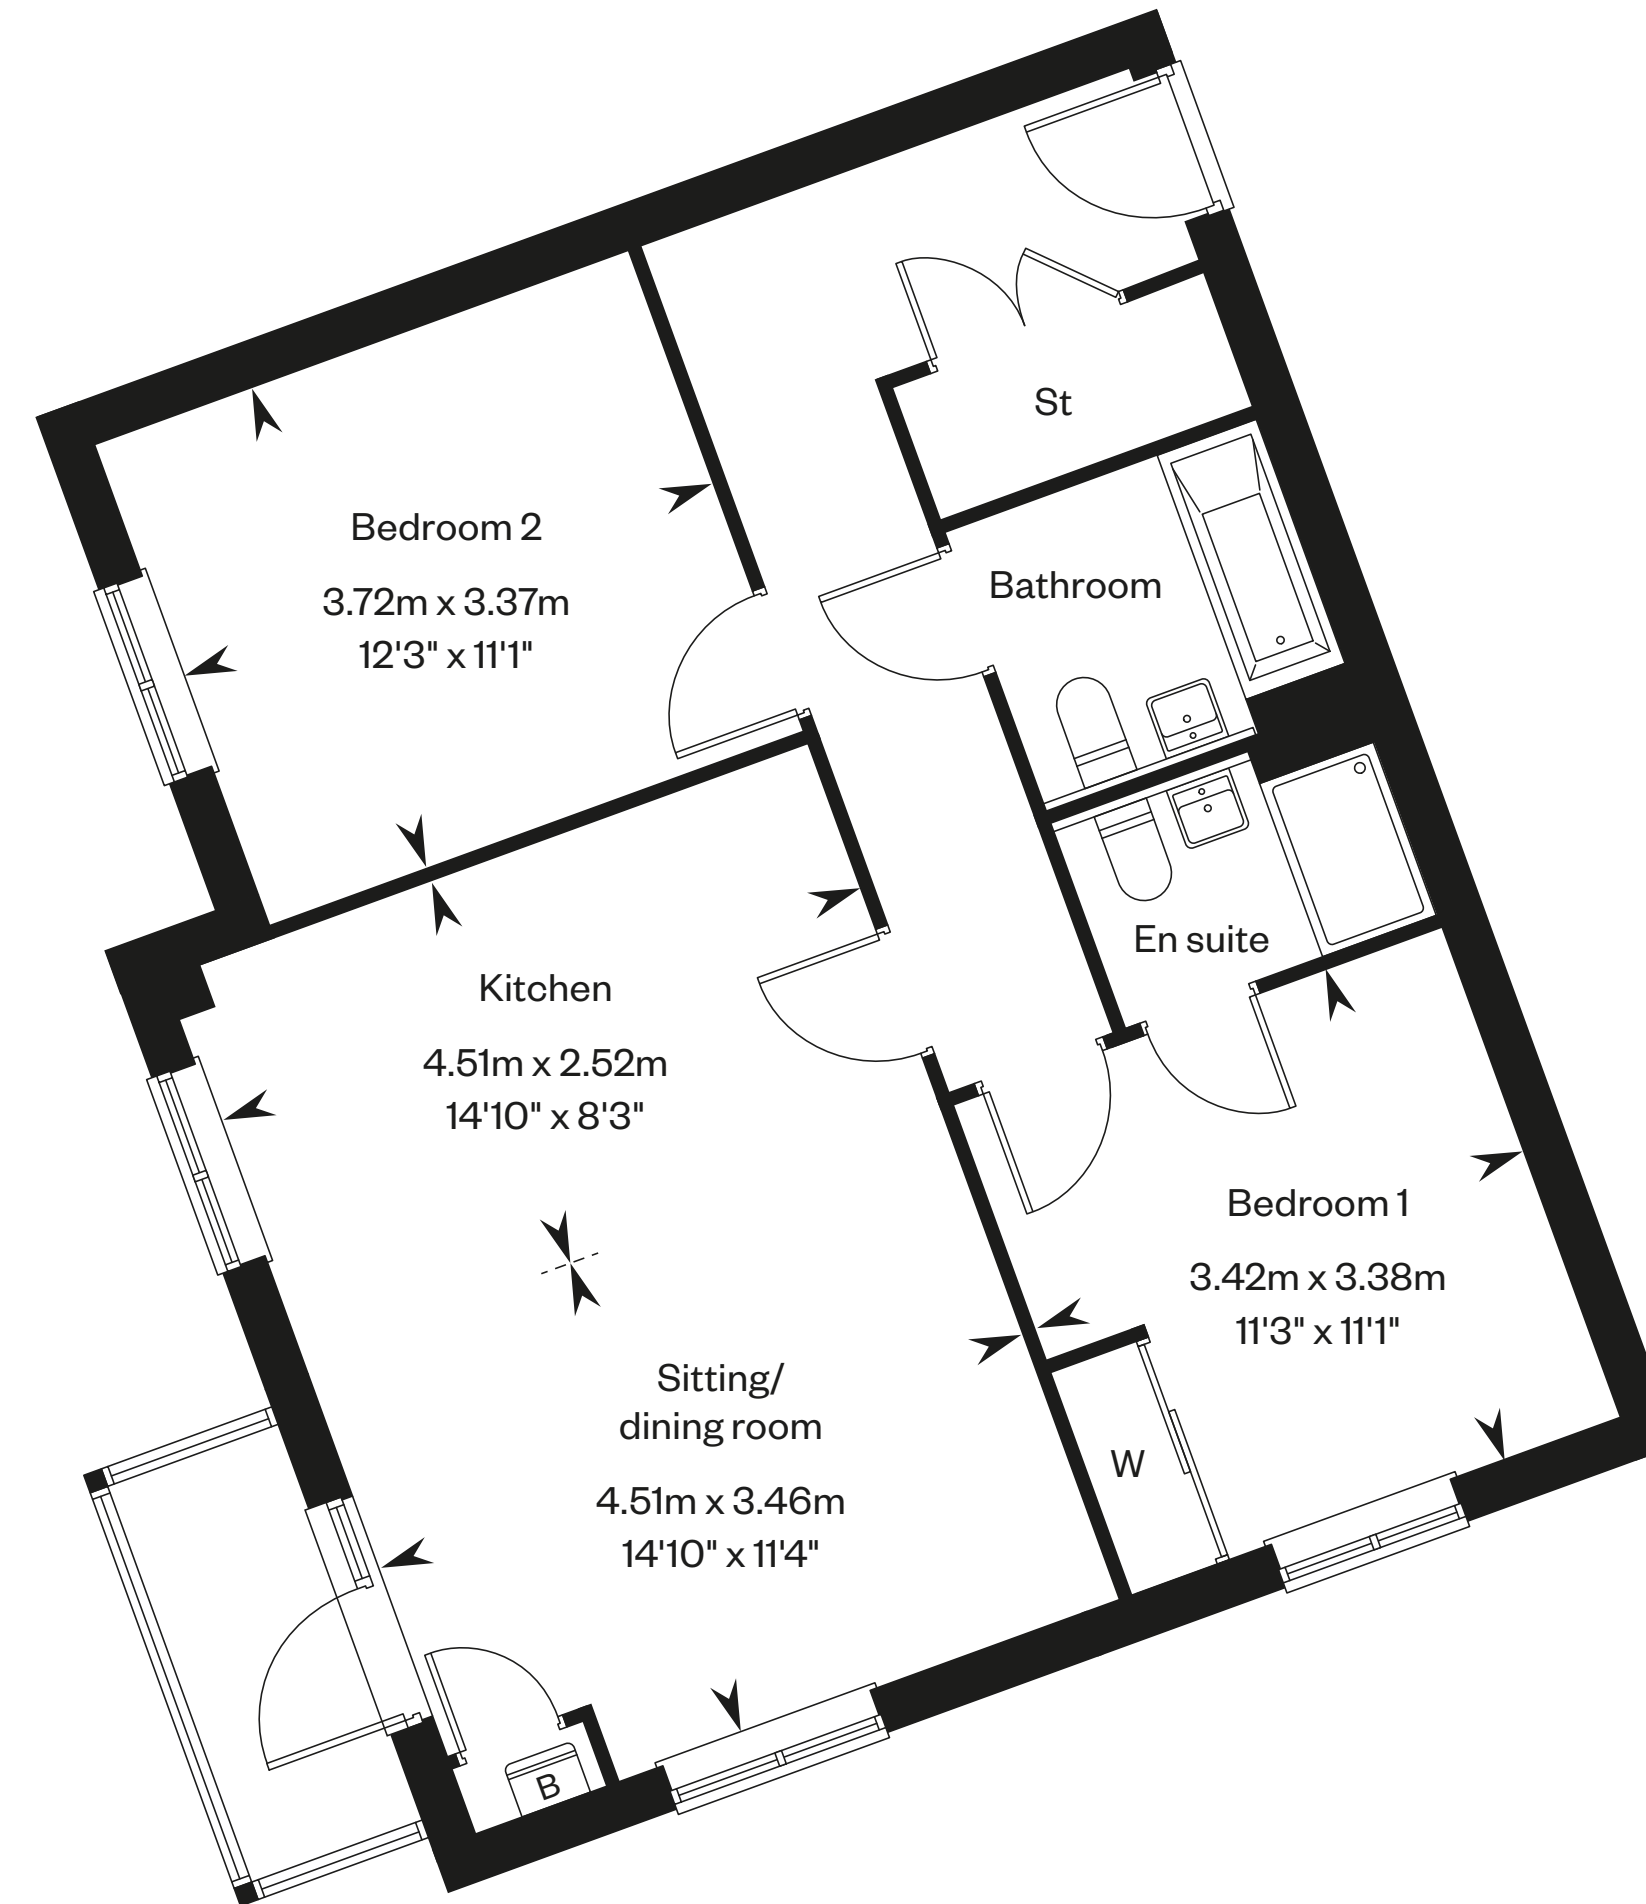 St
Bedroom 2
3.72m x 3.37m
12'3" x 11'1"
Bathroom
En suite
Kitchen
4.51m x 2.52m
14'10" x 8'3"
Bedroom 1
3.42m x 3.38m
11'3" x 11'1"
Sitting/
dining room
4.51m x 3.46m
14'10" x 11'4"
W
B